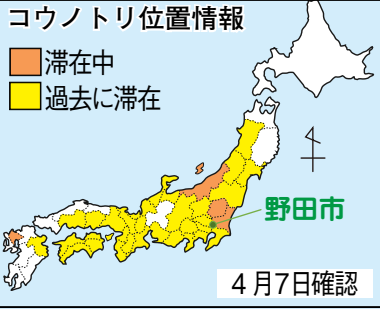 コウノトリ位置情報
滞在中
過去に滞在
野田市
4月7日確認